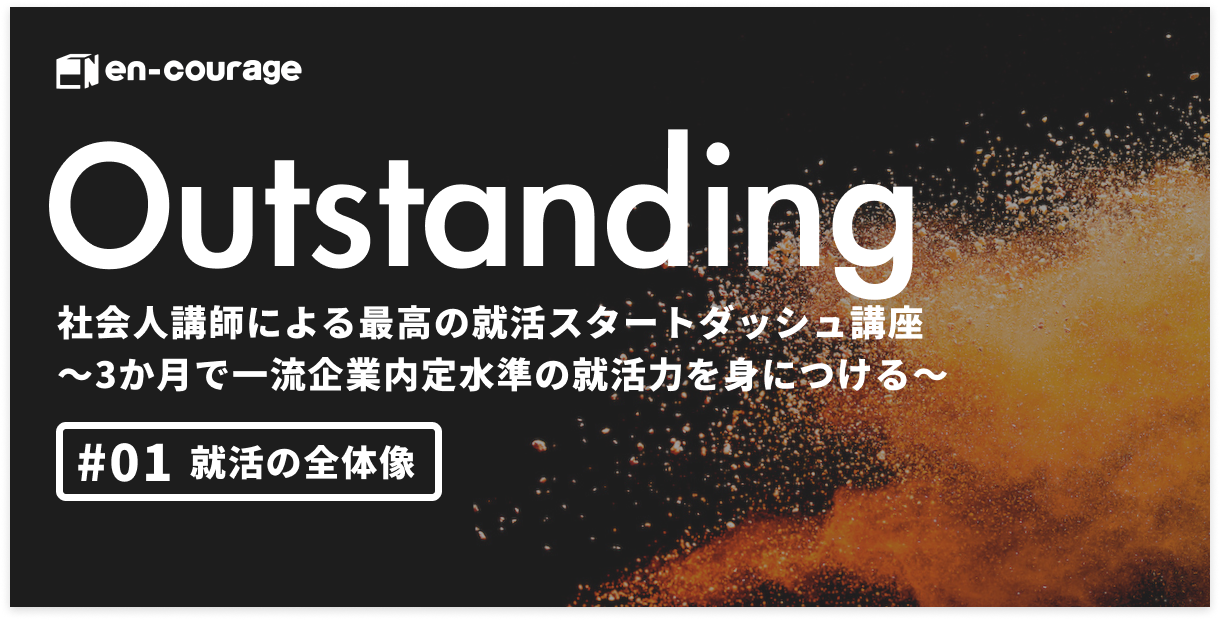 en-courage
Outstanding
社会人講師による最高の就活スタートダッシュ講座
〜3か月で一流企業内定水準の就活力を身につける〜
#01 就活の全体像